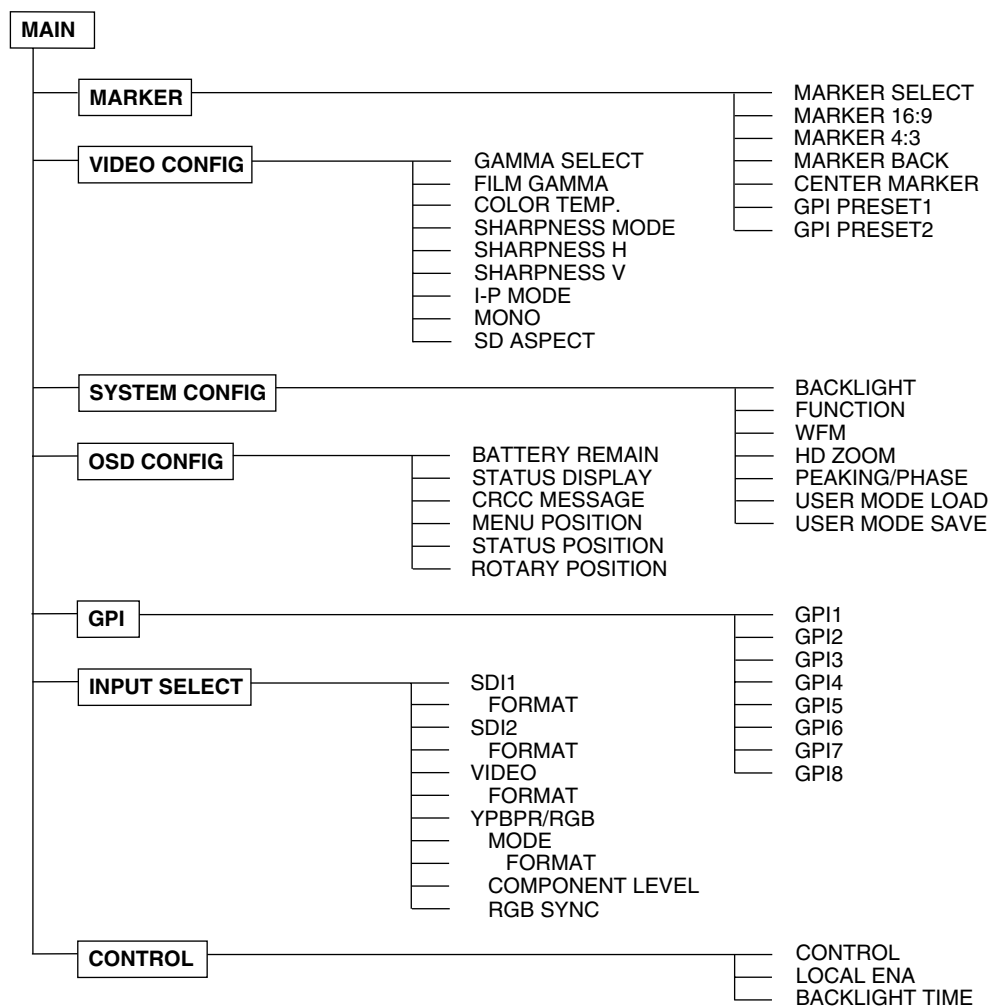 MAIN
MARKER
MARKER SELECT
MARKER 16:9
MARKER 4:3
MARKER BACK
CENTER MARKER
GPI PRESET1
GPI PRESET2
VIDEO CONFIG
GAMMA SELECT
FILM GAMMA
COLOR TEMP.
SHARPNESS MODE
SHARPNESS H
SHARPNESS V
I-P MODE
MONO
SD ASPECT
SYSTEM CONFIG
BACKLIGHT
FUNCTION
WFM
HD ZOOM
PEAKING/PHASE
USER MODE LOAD
USER MODE SAVE
OSD CONFIG
BATTERY REMAIN
STATUS DISPLAY
CRCC MESSAGE
MENU POSITION
STATUS POSITION
ROTARY POSITION
GPI
GPI1
GPI2
GPI3
GPI4
GPI5
GPI6
GPI7
GPI8
INPUT SELECT
SDI1
FORMAT
SDI2
FORMAT
VIDEO
FORMAT
YPBPR/RGB
MODE
FORMAT
COMPONENT LEVEL
RGB SYNC
CONTROL
CONTROL
LOCAL ENA
BACKLIGHT TIME